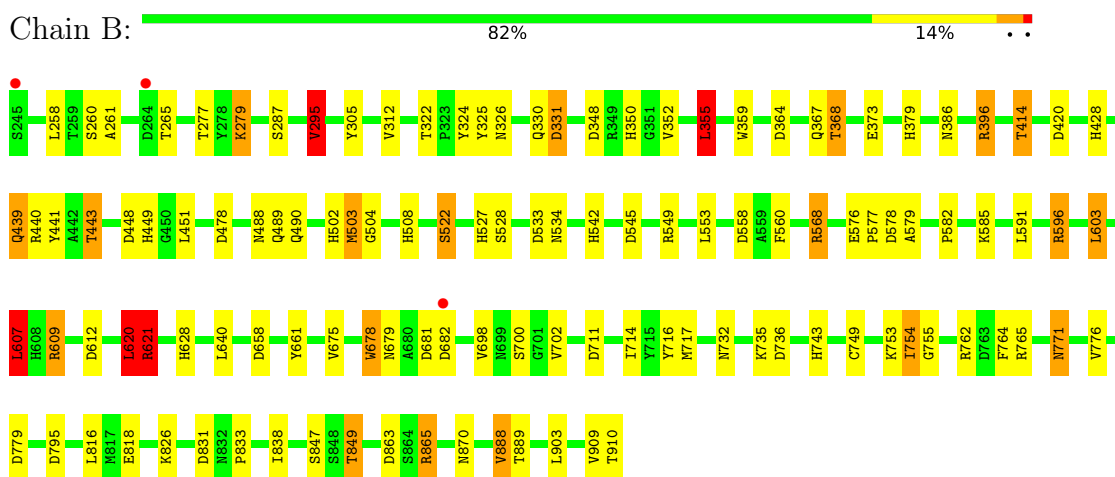 Chain B:
82% 14% • •
S245 L258 T259 S260 A261 D264 T265 T277 Y278 K279 S287 V295 Y305 V312 T322 P323 Y324 Y325 N326 Q330 D331 D348 R349 H350 G351 V352 L355 W359 D364 Q367 T368 E373 H379 N386 R396 T414 D420 H428
Q439 R440 Y441 A442 T443 D448 H449 G450 L451 D478 N488 Q489 Q490 H502 M503 G504 H508 S522 H527 S528 D533 N534 H542 D545 R549 L553 D558 A559 F560 R568 E576 P577 D578 A579 P582 K585 L591 R596 L603
L607 H608 R609 D612 L620 R621 H628 L640 D658 Y661 V675 W678 N679 A680 D681 D682 V698 N699 S700 G701 V702 D711 I714 Y715 Y716 M717 N732 K735 D736 H743 C749 K753 I754 G755 R762 D763 F764 R765 N771 V776
D779 D795 L816 M817 E818 K826 D831 N832 P833 I838 S847 S848 T849 D863 S864 R865 N870 V888 T889 L903 V909 T910